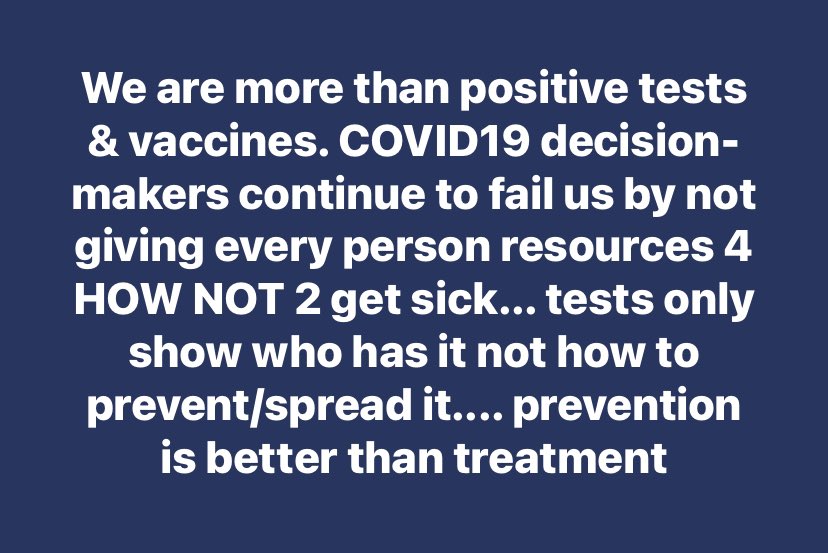 We are more than positive tests
& vaccines. COVID19 decision-
makers continue to fail us by not
giving every person resources 4
HOW NOT 2 get sick... tests only
show who has it not how to
prevent/spread it.... prevention
is better than treatment